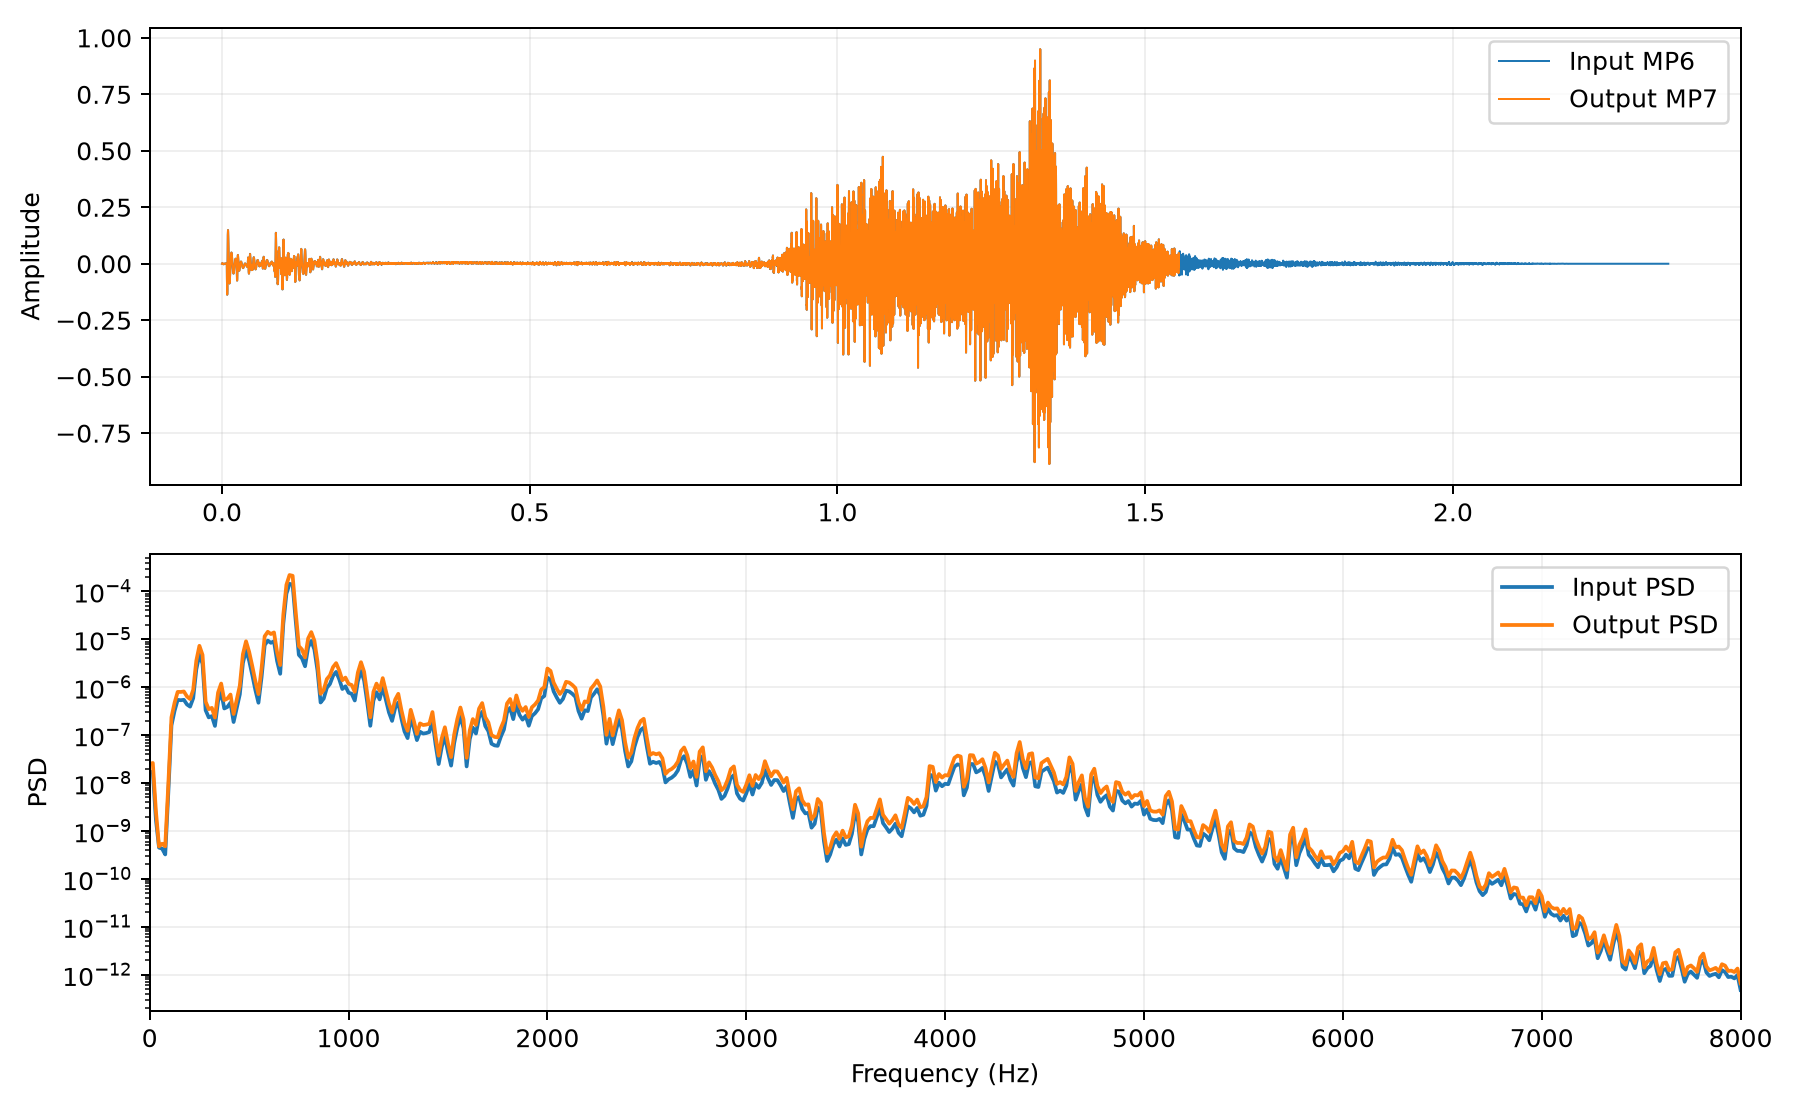 1.00
0.75
0.50
0.25
0.00
−0.25
−0.50
−0.75
Amplitude
Input MP6
Output MP7
0.0 0.5 1.0 1.5 2.0
10⁻⁴
10⁻⁵
10⁻⁶
10⁻⁷
10⁻⁸
10⁻⁹
10⁻¹⁰
10⁻¹¹
10⁻¹²
PSD
Input PSD
Output PSD
0 1000 2000 3000 4000 5000 6000 7000 8000
Frequency (Hz)